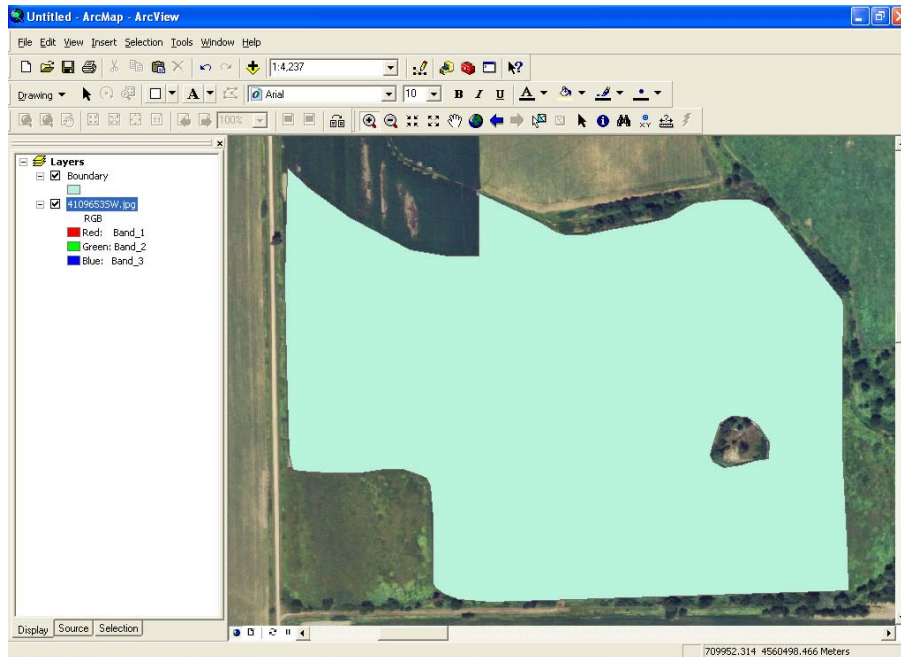 Untitled - ArcMap - ArcView
File Edit View Insert Selection Tools Window Help
1:4,237
Drawing A Arial 10 B I U A
100%
Layers
Boundary
4109653SW.jpg
RGB
Red: Band_1
Green: Band_2
Blue: Band_3
Display Source Selection
709952.314 4560498.466 Meters